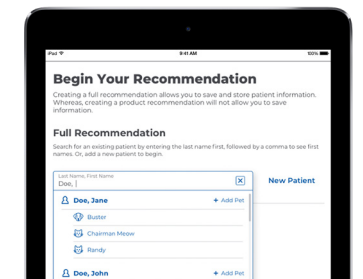 iPad
9:41 AM
50%
Begin Your Recommendation
Creating a full recommendation allows you to save and store patient information.
Whereas, creating a product recommendation will not allow you to save
information.
Full Recommendation
Search for an existing patient by entering the last name first, followed by a comma to see first
names. Or, add a new patient to begin.
Last Name, First Name
Doe,
New Patient
Doe, Jane
+ Add Pet
Buster
Chairman Meow
Randy
Doe, John
+ Add Pet